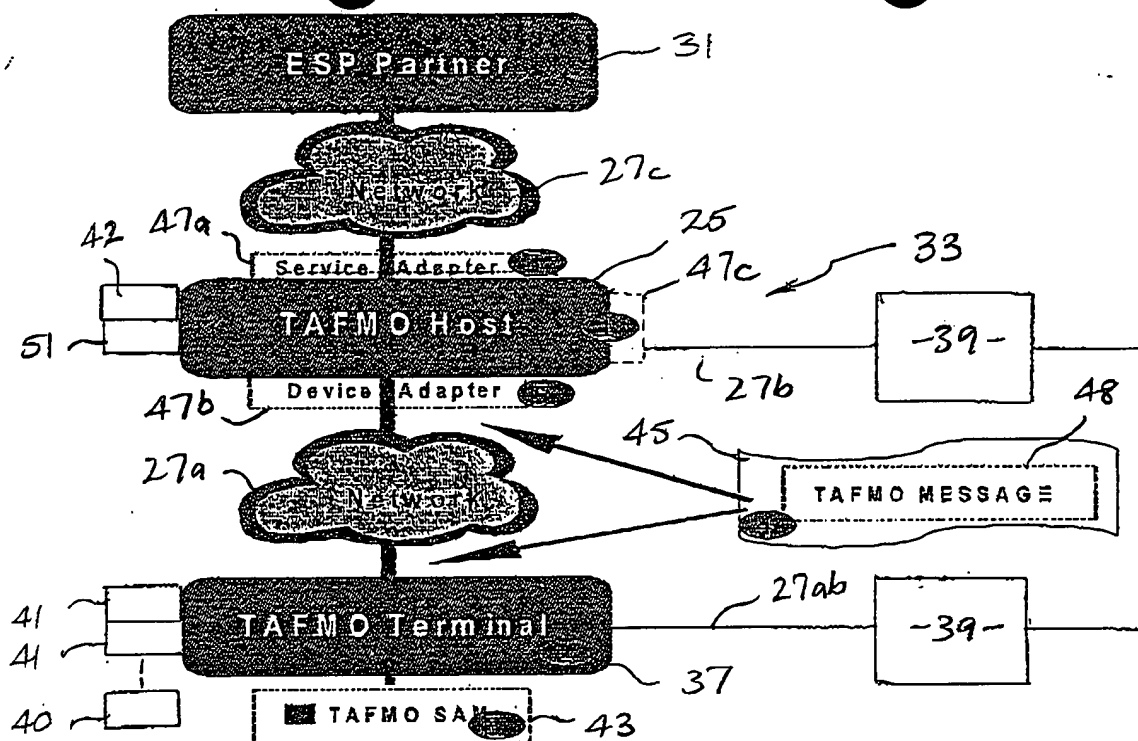 ESP Partner
31
Network
27c
42
47a
Service Adapter
25
47c
33
TAFMO Host
51
-39-
27b
47b
Device Adapter
48
45
27a
TAFMO MESSAGE
Network
41
27ab
TAFMO Terminal
-39-
41
37
40
TAFMO SAM
43